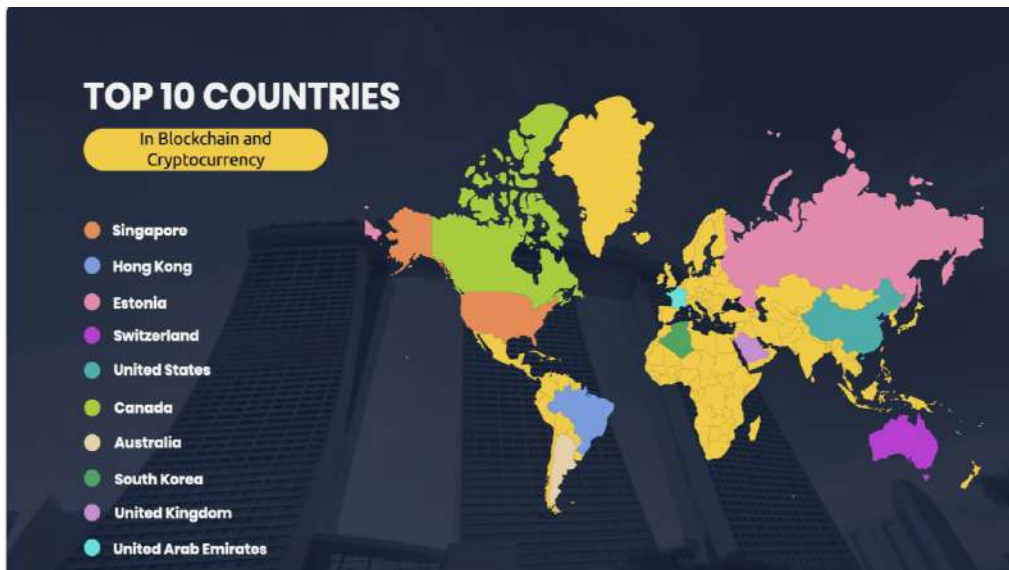 TOP 10 COUNTRIES
In Blockchain and
Cryptocurrency
Singapore
Hong Kong
Estonia
Switzerland
United States
Canada
Australia
South Korea
United Kingdom
United Arab Emirates